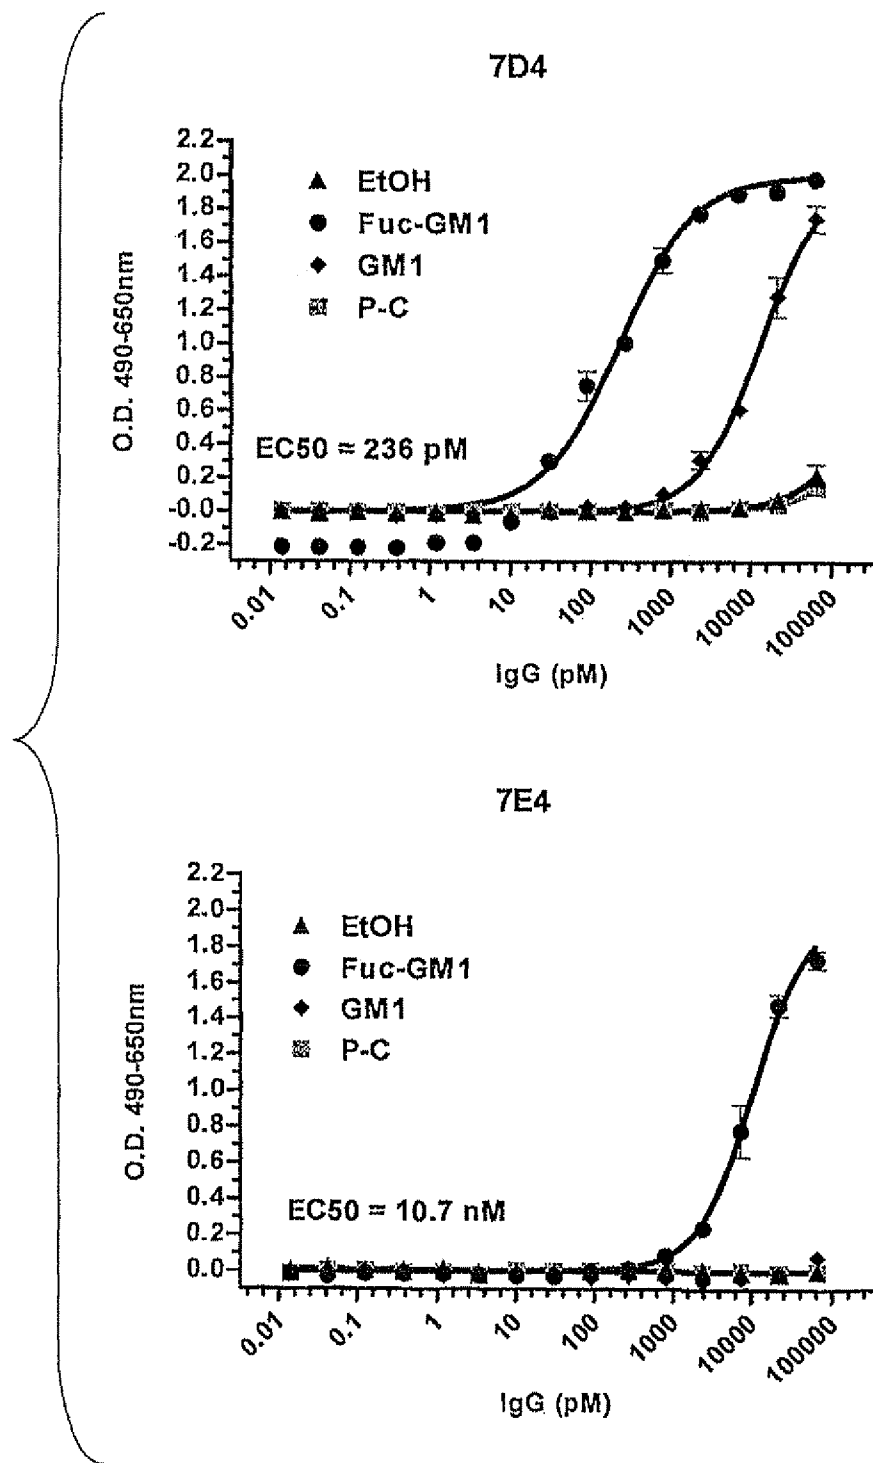 7D4
2.2
2.0
1.8
1.6
1.4
1.2
1.0
0.8
0.6
0.4
0.2
-0.0
-0.2
O.D. 490-650nm
EtOH
Fuc-GM1
GM1
P-C
EC50 = 236 pM
0.01
0.1
1
10
100
1000
10000
100000
IgG (pM)
7E4
2.2
2.0
1.8
1.6
1.4
1.2
1.0
0.8
0.6
0.4
0.2
0.0
O.D. 490-650nm
EtOH
Fuc-GM1
GM1
P-C
EC50 = 10.7 nM
0.01
0.1
1
10
100
1000
10000
100000
IgG (pM)